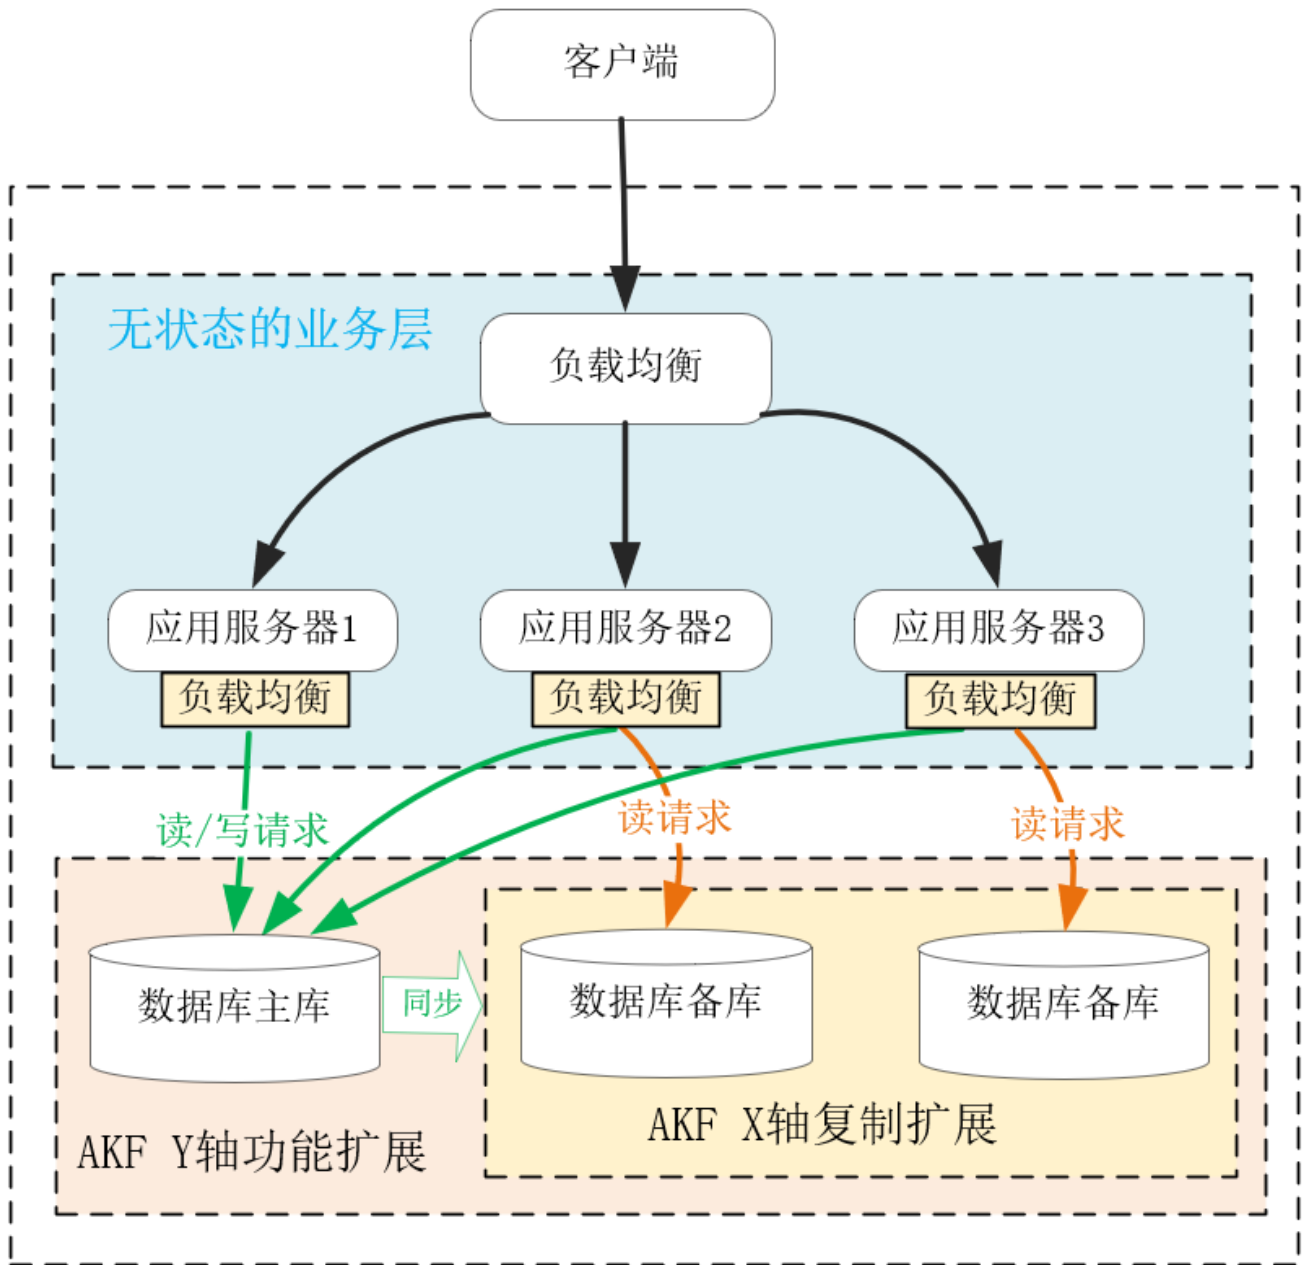 客户端
无状态的业务层
负载均衡
应用服务器1
应用服务器2
应用服务器3
负载均衡
负载均衡
负载均衡
读/写请求
读请求
读请求
数据库主库
同步
数据库备库
数据库备库
AKF Y轴功能扩展
AKF X轴复制扩展